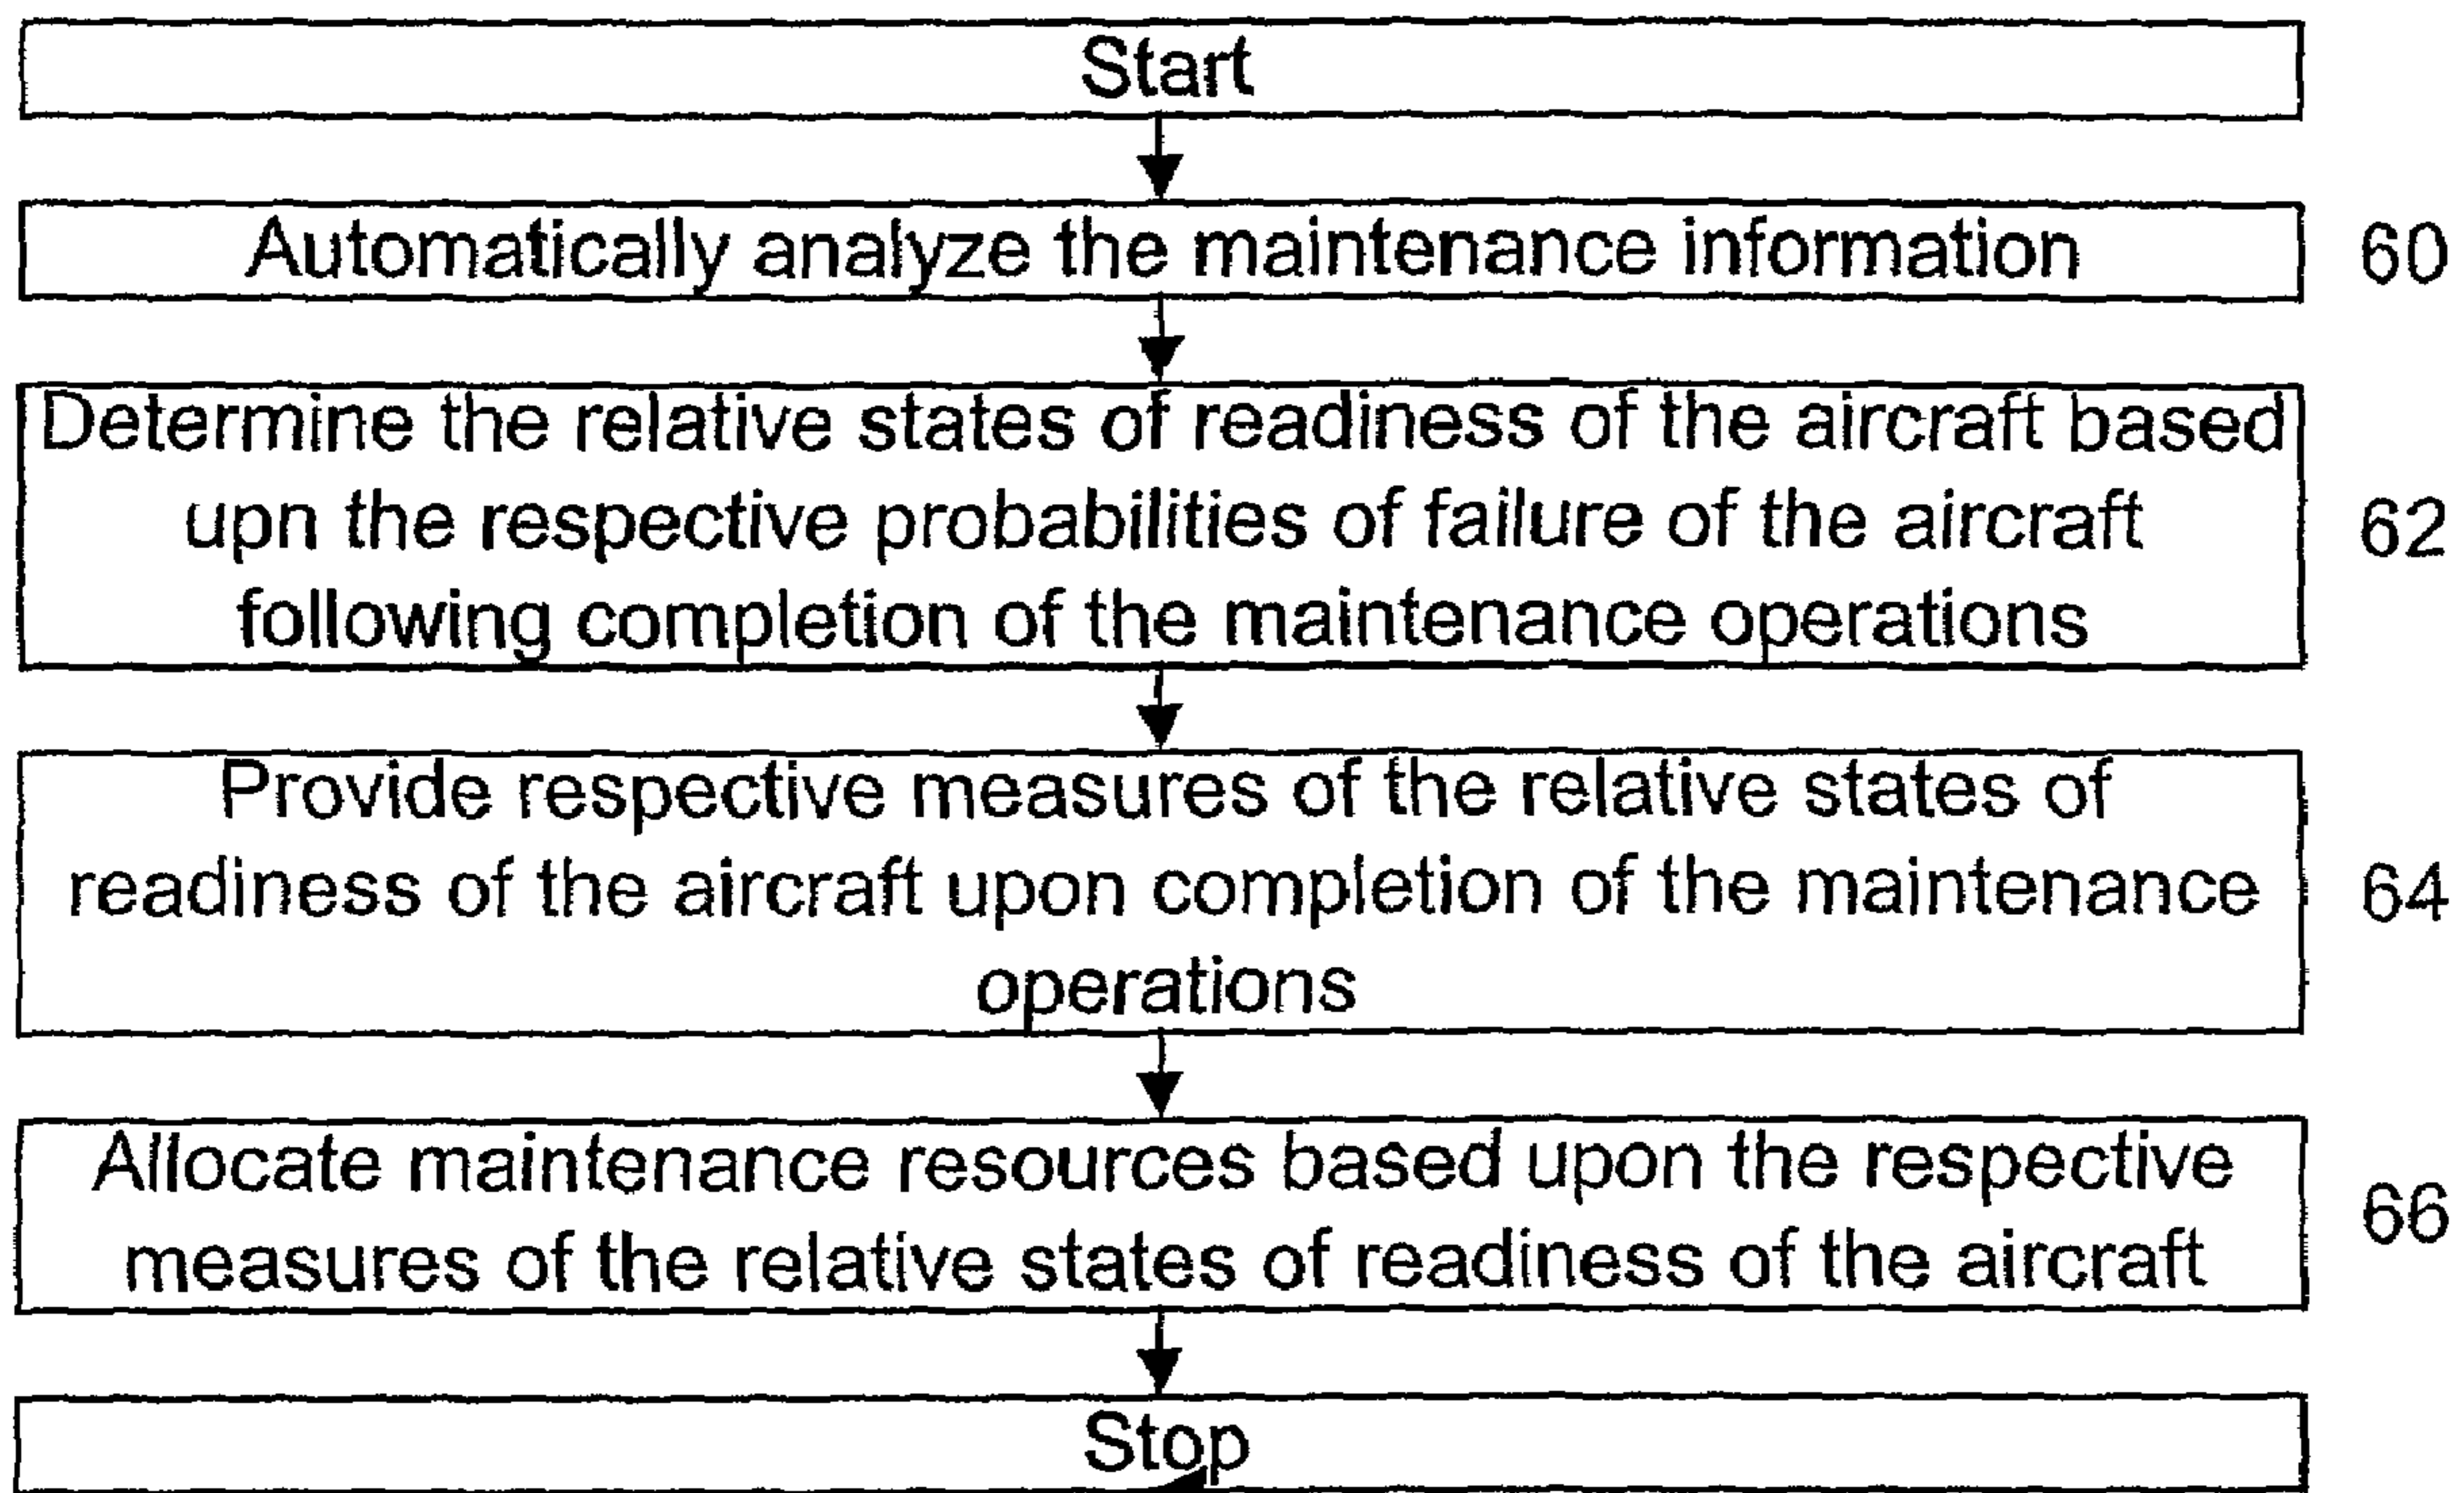 Start
Automatically analyze the maintenance information
60
Determine the relative states of readiness of the aircraft based
upn the respective probabilities of failure of the aircraft
62
following completion of the maintenance operations
Provide respective measures of the relative states of
readiness of the aircraft upon completion of the maintenance
64
operations
Allocate maintenance resources based upon the respective
66
measures of the relative states of readiness of the aircraft
Stop